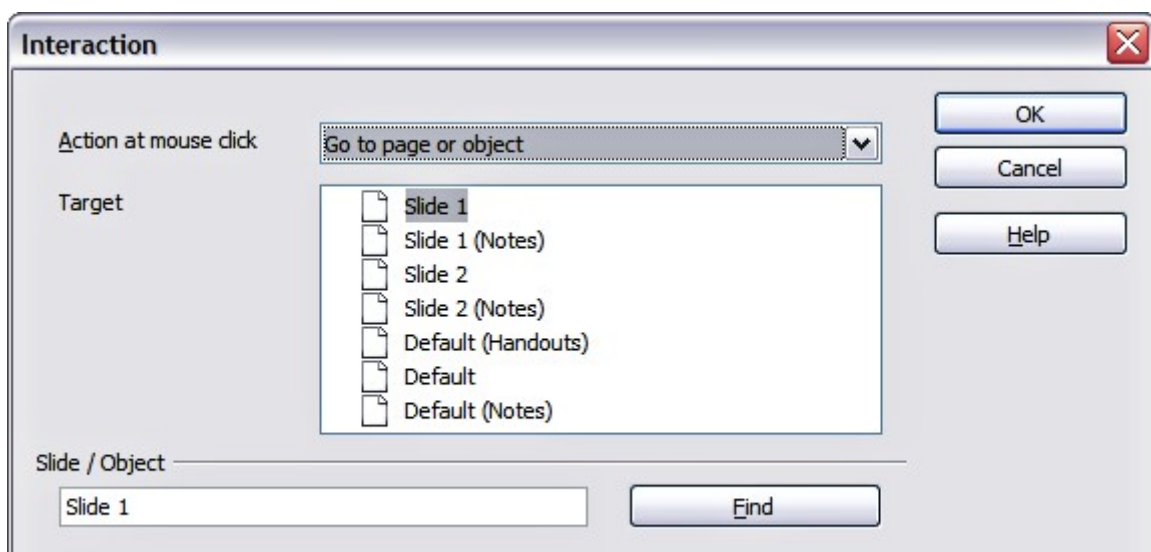 Interaction
Action at mouse click
Go to page or object
OK
Cancel
Help
Target
Slide 1
Slide 1 (Notes)
Slide 2
Slide 2 (Notes)
Default (Handouts)
Default
Default (Notes)
Slide / Object
Slide 1
Find